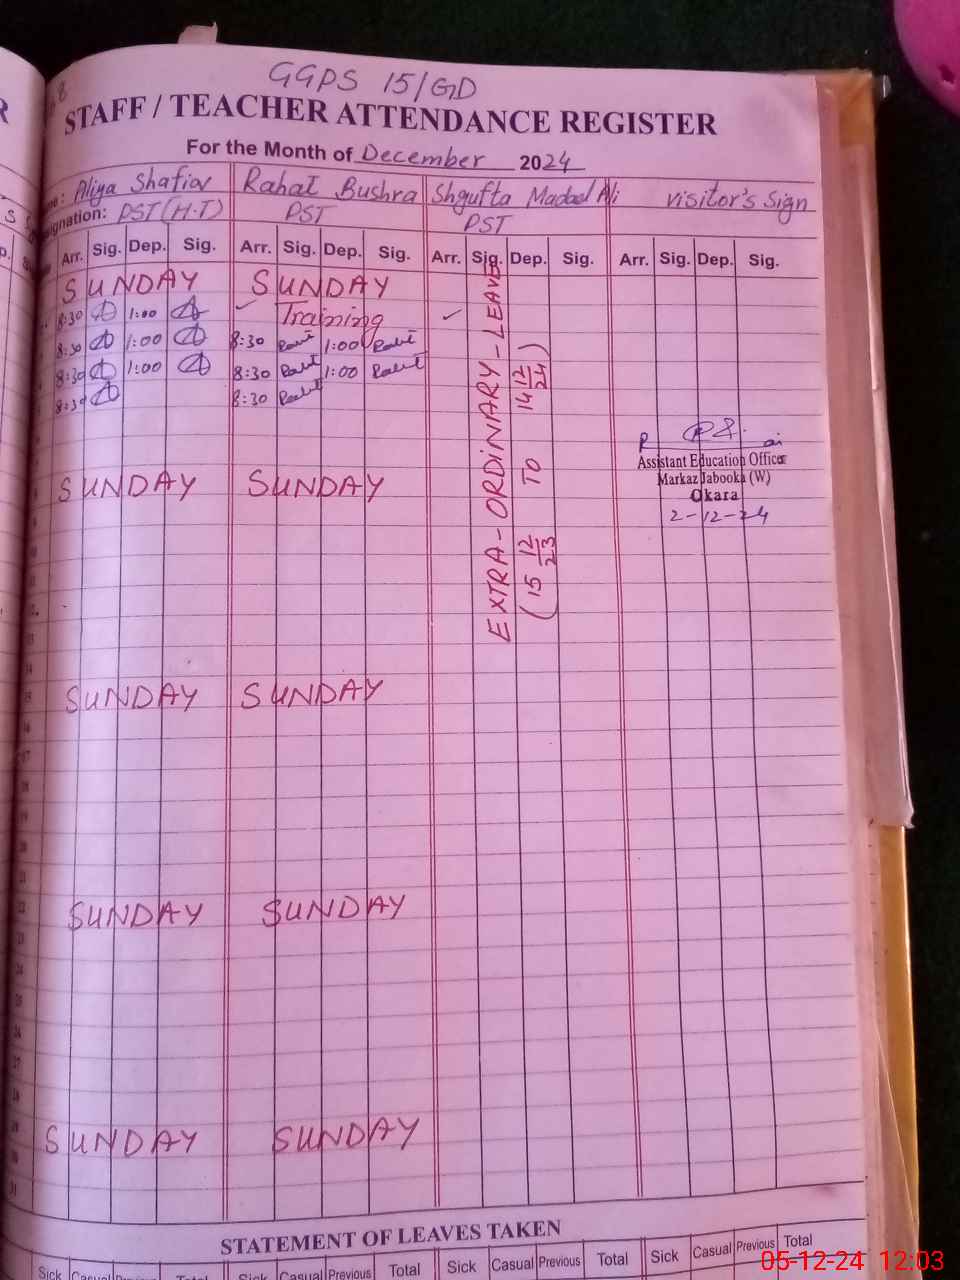 GGPS 15/GD
STAFF / TEACHER ATTENDANCE REGISTER
For the Month of December 2024
Aliya Shafiq Rahat Bushra Shgufta Madad Ali visitor's Sign
PST (H.T) PST PST
Arr. Sig. Dep. Sig. Arr. Sig. Dep. Sig. Arr. Sig. Dep. Sig. Arr. Sig. Dep. Sig.
SUNDAY SUNDAY
8:30 1:00 ✓ Training ✓
8:30 1:00 8:30 1:00
8:30 1:00 8:30 1:00
8:30 8:30
EXTRA-ORDINARY-LEAVE
(15 12/23 TO 14 12/24)
Assistant Education Officer
Markaz Jabooka (W)
Okara
2-12-24
SUNDAY SUNDAY
SUNDAY SUNDAY
SUNDAY SUNDAY
SUNDAY SUNDAY
STATEMENT OF LEAVES TAKEN
Sick Casual Previous Total Sick Casual Previous Total Sick Casual Previous Total Sick Casual Previous Total
05-12-24 12:03